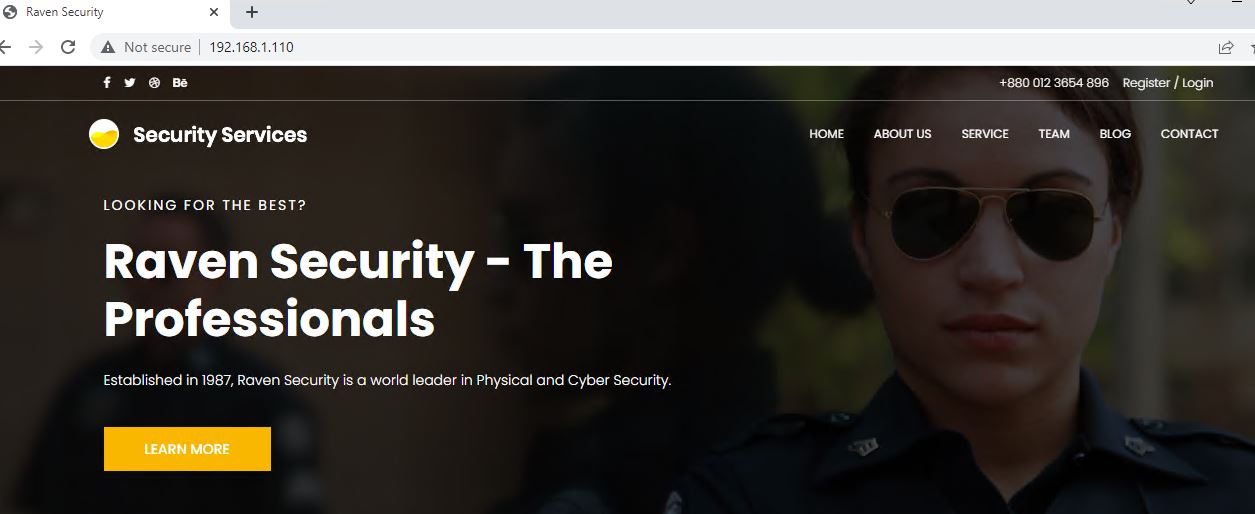 Raven Security
Not secure
192.168.1.110
Bē
+880 012 3654 896
Register / Login
Security Services
HOME
ABOUT US
SERVICE
TEAM
BLOG
CONTACT
LOOKING FOR THE BEST?
Raven Security - The
Professionals
Established in 1987, Raven Security is a world leader in Physical and Cyber Security.
LEARN MORE